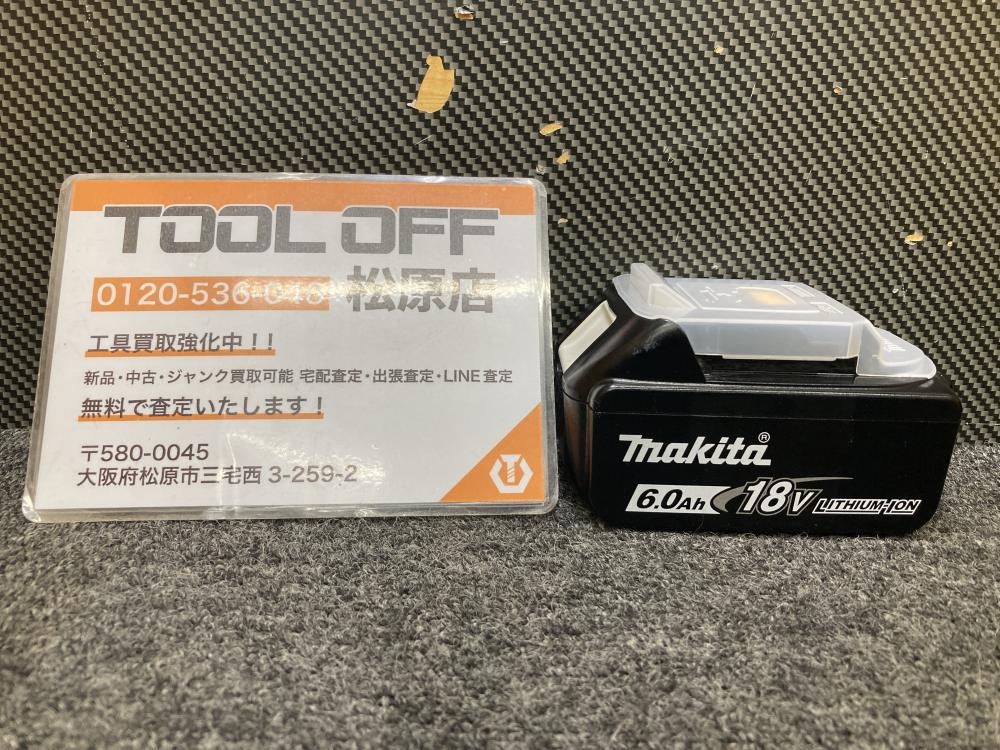 TOOL OFF
0120-536-046 松原店
工具買取強化中！！
新品・中古・ジャンク買取可能 宅配査定・出張査定・LINE査定
無料で査定いたします！
〒580-0045
大阪府松原市三宅西 3-259-2
makita®
6.0Ah 18V LITHIUM-ION